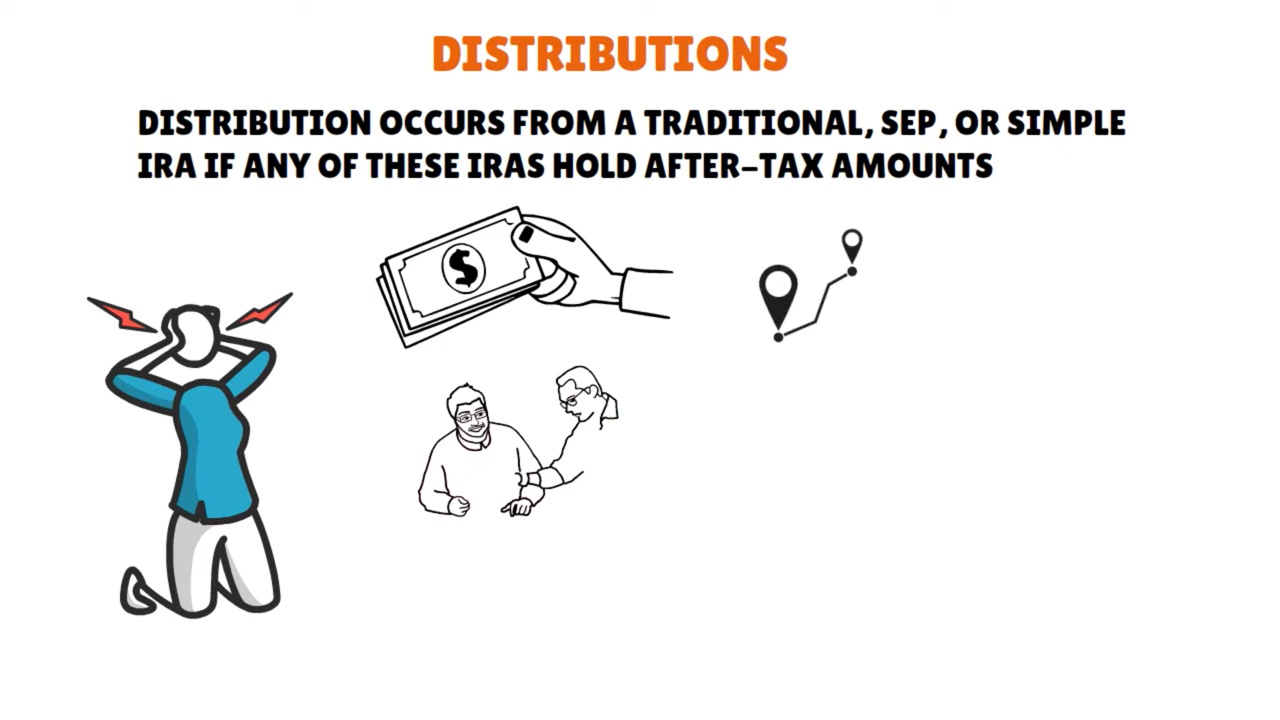 DISTRIBUTIONS
DISTRIBUTION OCCURS FROM A TRADITIONAL, SEP, OR SIMPLE
IRA IF ANY OF THESE IRAS HOLD AFTER-TAX AMOUNTS
$